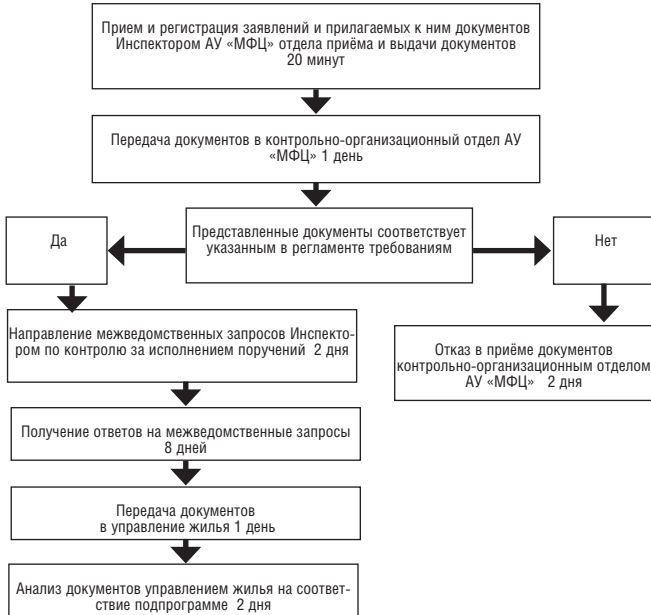 Прием и регистрация заявлений и прилагаемых к ним документов
Инспектором АУ «МФЦ» отдела приёма и выдачи документов
20 минут
Передача документов в контрольно-организационный отдел АУ
«МФЦ» 1 день
Да
Представленные документы соответствует
указанным в регламенте требованиям
Нет
Направление межведомственных запросов Инспекто-
ром по контролю за исполнением поручений 2 дня
Отказ в приёме документов
контрольно-организационным отделом
АУ «МФЦ» 2 дня
Получение ответов на межведомственные запросы
8 дней
Передача документов
в управление жилья 1 день
Анализ документов управлением жилья на соответ-
ствие подпрограмме 2 дня